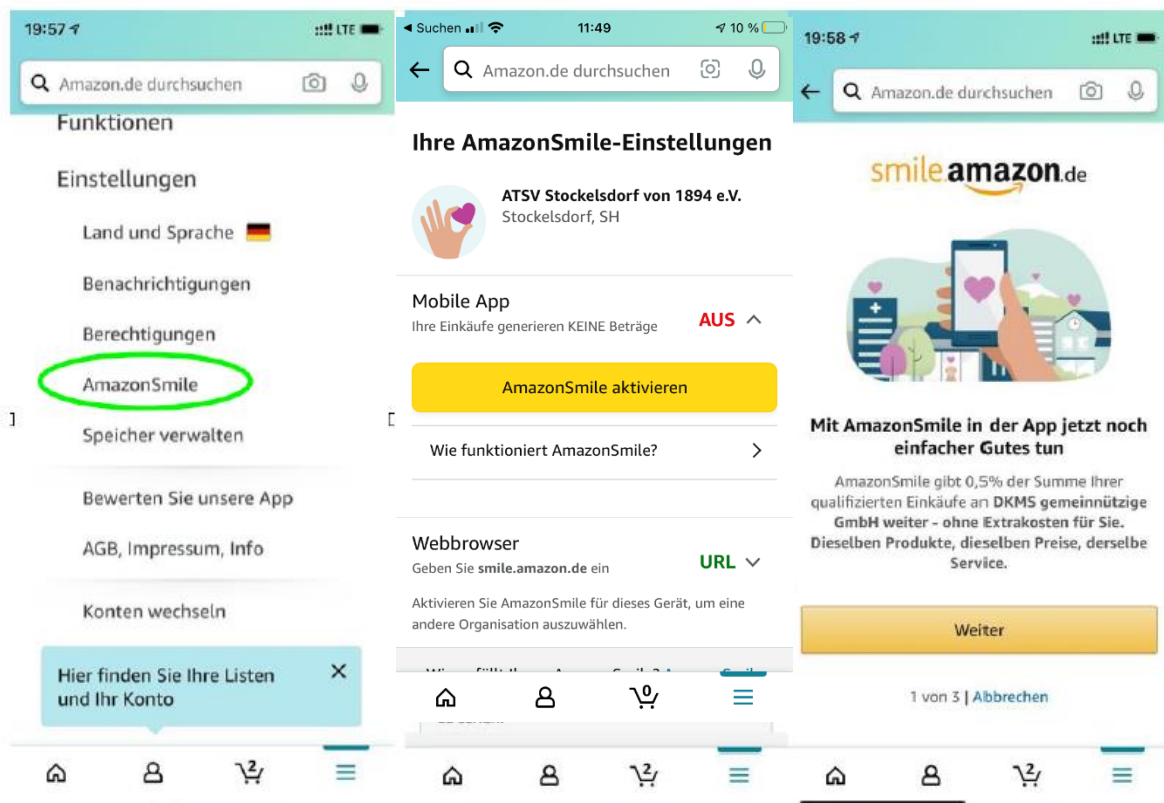 19:57
LTE
Amazon.de durchsuchen
Funktionen
Einstellungen
Land und Sprache
Benachrichtigungen
Berechtigungen
AmazonSmile
Speicher verwalten
Bewerten Sie unsere App
AGB, Impressum, Info
Konten wechseln
Hier finden Sie Ihre Listen
und Ihr Konto
2
Suchen
11:49
10 %
Amazon.de durchsuchen
Ihre AmazonSmile-Einstellungen
ATSV Stockelsdorf von 1894 e.V.
Stockelsdorf, SH
Mobile App
Ihre Einkäufe generieren KEINE Beträge
AUS
AmazonSmile aktivieren
Wie funktioniert AmazonSmile?
Webbrowser
Geben Sie smile.amazon.de ein
URL
Aktivieren Sie AmazonSmile für dieses Gerät, um eine
andere Organisation auszuwählen.
0
2
19:58
LTE
Amazon.de durchsuchen
smile.amazon.de
Mit AmazonSmile in der App jetzt noch
einfacher Gutes tun
AmazonSmile gibt 0,5% der Summe Ihrer
qualifizierten Einkäufe an DKMS gemeinnützige
GmbH weiter - ohne Extrakosten für Sie.
Dieselben Produkte, dieselben Preise, derselbe
Service.
Weiter
1 von 3 | Abbrechen
2